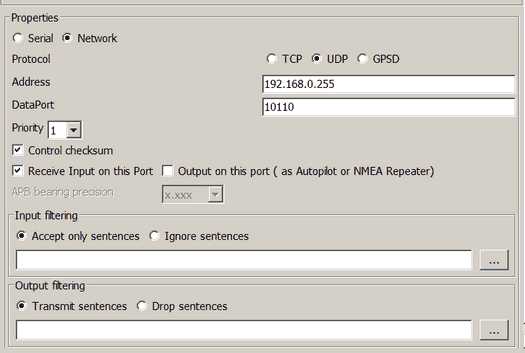 Properties
Serial Network
Protocol TCP UDP GPSD
Address 192.168.0.255
DataPort 10110
Priority 1
Control checksum
Receive Input on this Port Output on this port ( as Autopilot or NMEA Repeater)
APB bearing precision x.xxx
Input filtering
Accept only sentences Ignore sentences
...
Output filtering
Transmit sentences Drop sentences
...